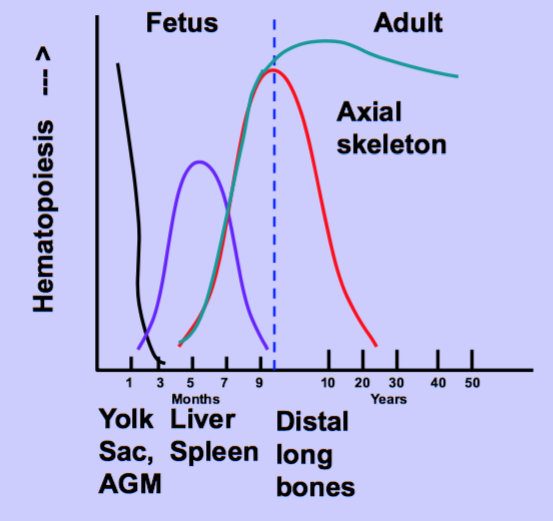 Fetus
Adult
Hematopoiesis --- >
Axial
skeleton
1 3 5 7 9 10 20 30 40 50
Months
Years
Yolk
Sac,
AGM
Liver
Spleen
Distal
long
bones